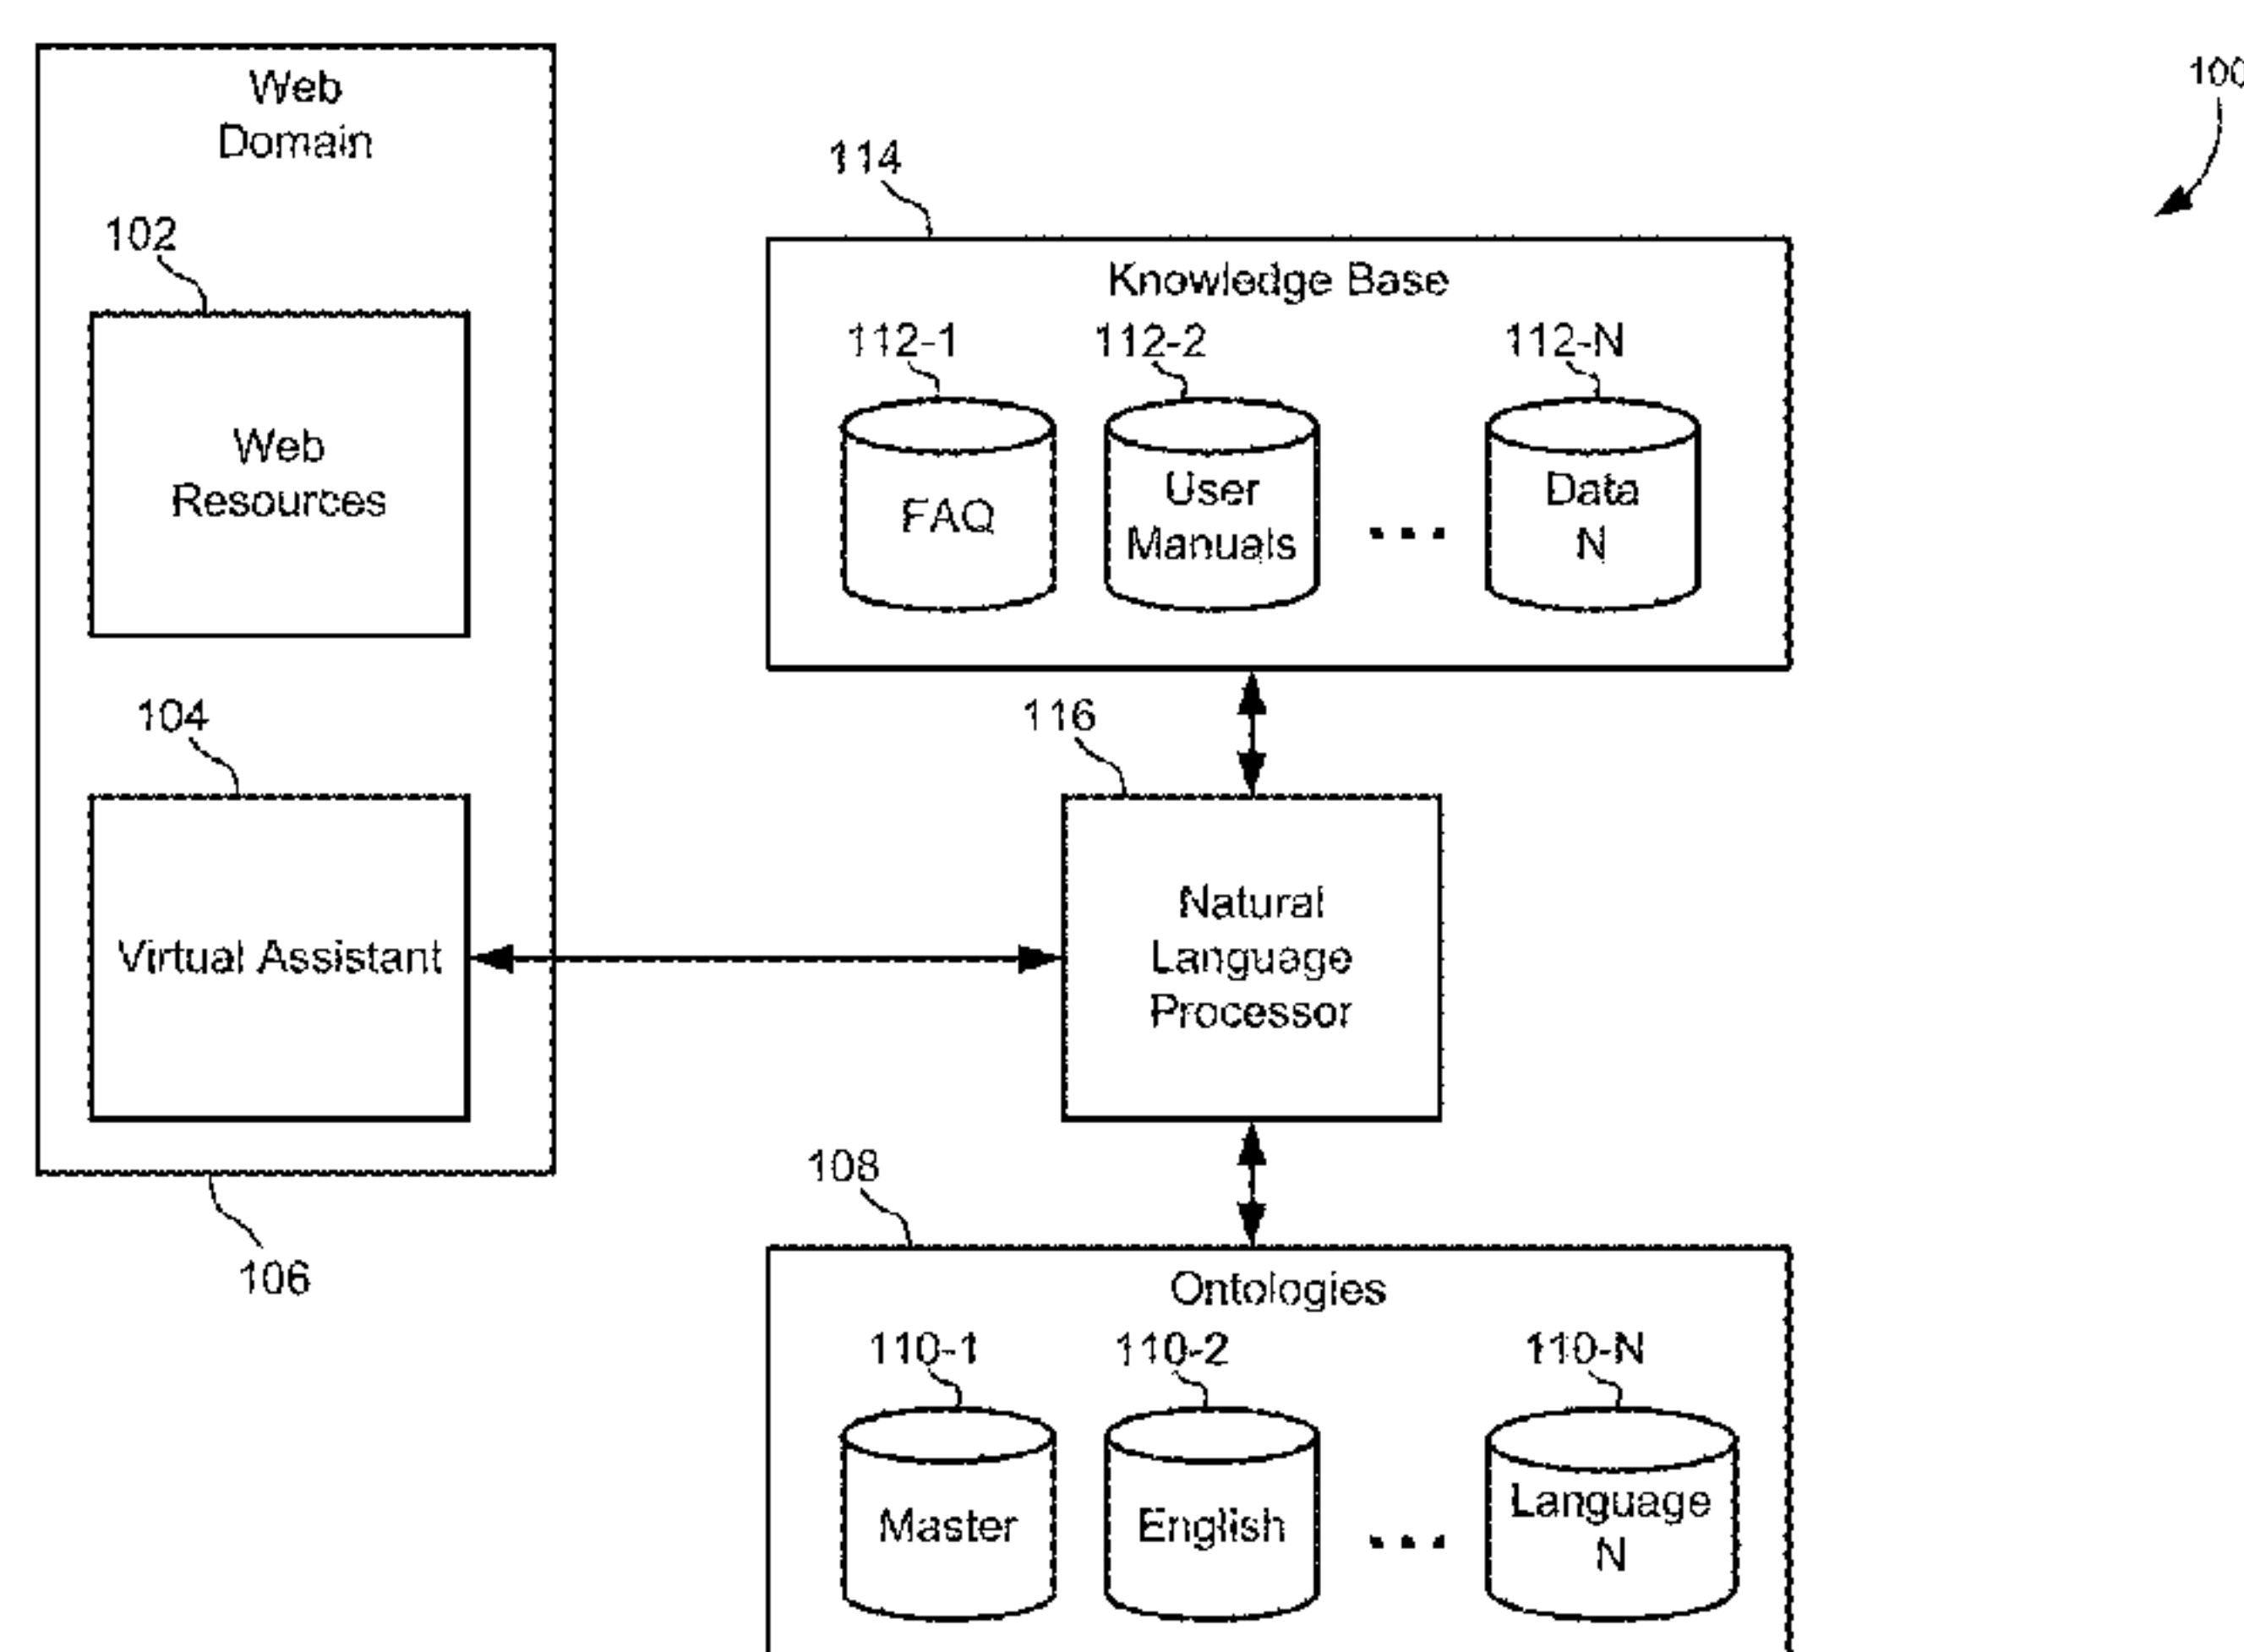 100
Web
Domain
102
Web
Resources
104
Virtual Assistant
106
114
Knowledge Base
112-1
112-2
112-N
FAQ
User
Manuals
...
Data
N
116
Natural
Language
Processor
108
Ontologies
110-1
110-2
110-N
Master
English
...
Language
N